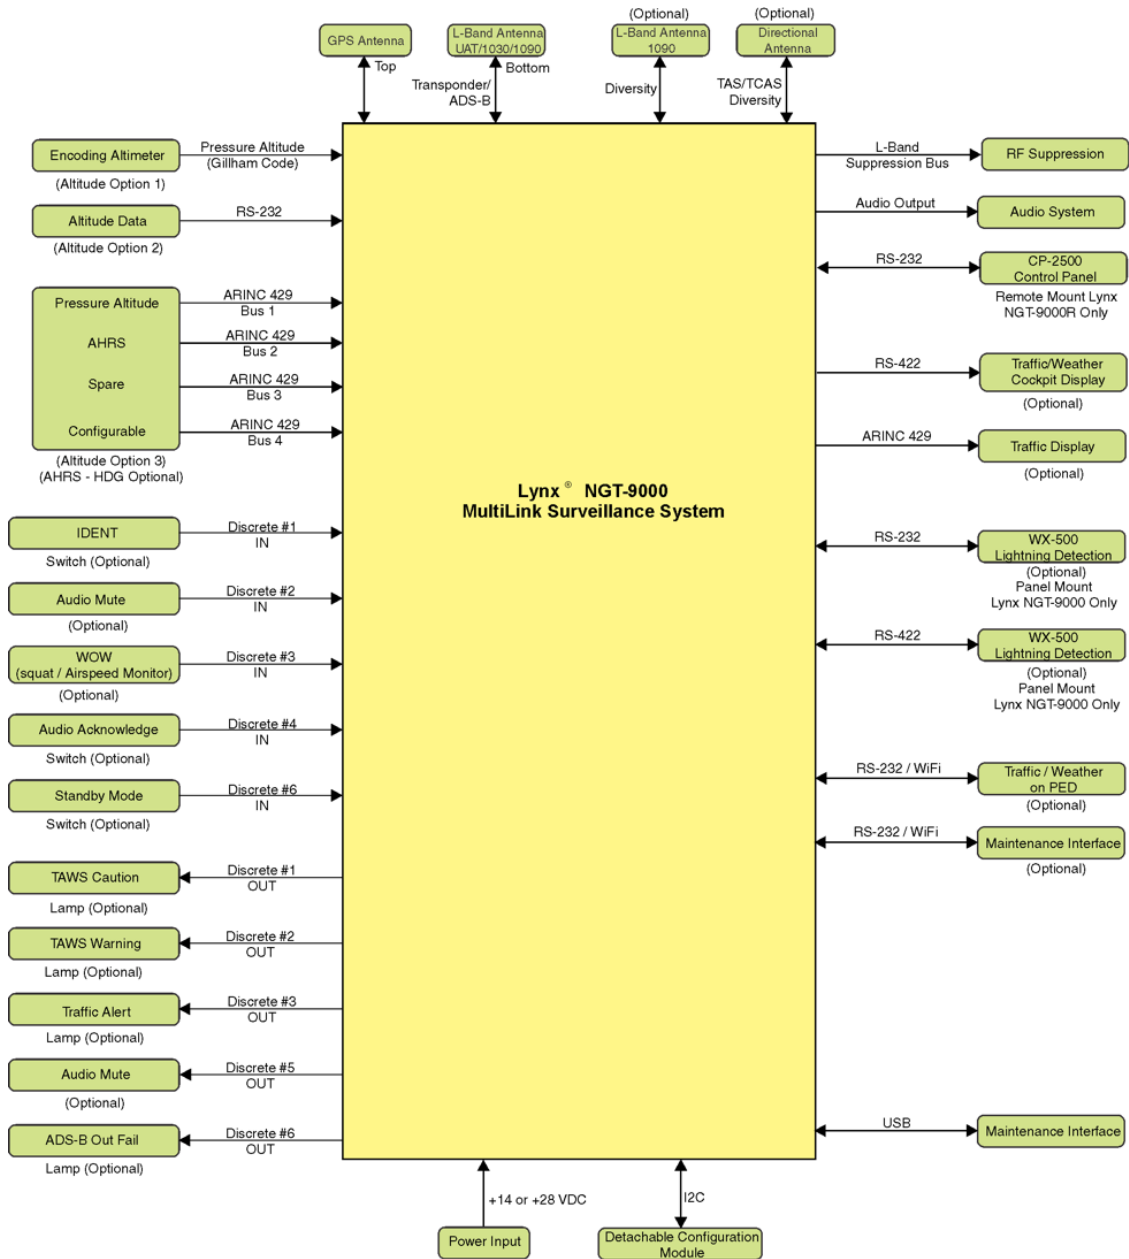 (Optional)
(Optional)
GPS Antenna
L-Band Antenna
UAT/1030/1090
L-Band Antenna
1090
Directional
Antenna
Top
Bottom
Transponder/
ADS-B
Diversity
TAS/TCAS
Diversity
Encoding Altimeter
Pressure Altitude
(Gillham Code)
(Altitude Option 1)
Altitude Data
RS-232
(Altitude Option 2)
Pressure Altitude
ARINC 429
Bus 1
AHRS
ARINC 429
Bus 2
Spare
ARINC 429
Bus 3
Configurable
ARINC 429
Bus 4
(Altitude Option 3)
(AHRS - HDG Optional)
IDENT
Discrete #1
IN
Switch (Optional)
Audio Mute
Discrete #2
IN
(Optional)
WOW
(squat / Airspeed Monitor)
Discrete #3
IN
(Optional)
Audio Acknowledge
Discrete #4
IN
Switch (Optional)
Standby Mode
Discrete #6
IN
Switch (Optional)
TAWS Caution
Discrete #1
OUT
Lamp (Optional)
TAWS Warning
Discrete #2
OUT
Lamp (Optional)
Traffic Alert
Discrete #3
OUT
Lamp (Optional)
Audio Mute
Discrete #5
OUT
(Optional)
ADS-B Out Fail
Discrete #6
OUT
Lamp (Optional)
Lynx ® NGT-9000
MultiLink Surveillance System
L-Band
Suppression Bus
RF Suppression
Audio Output
Audio System
RS-232
CP-2500
Control Panel
Remote Mount Lynx
NGT-9000R Only
RS-422
Traffic/Weather
Cockpit Display
(Optional)
ARINC 429
Traffic Display
(Optional)
RS-232
WX-500
Lightning Detection
(Optional)
Panel Mount
Lynx NGT-9000 Only
RS-422
WX-500
Lightning Detection
(Optional)
Panel Mount
Lynx NGT-9000 Only
RS-232 / WiFi
Traffic / Weather
on PED
(Optional)
RS-232 / WiFi
Maintenance Interface
(Optional)
USB
Maintenance Interface
+14 or +28 VDC
Power Input
I2C
Detachable Configuration
Module